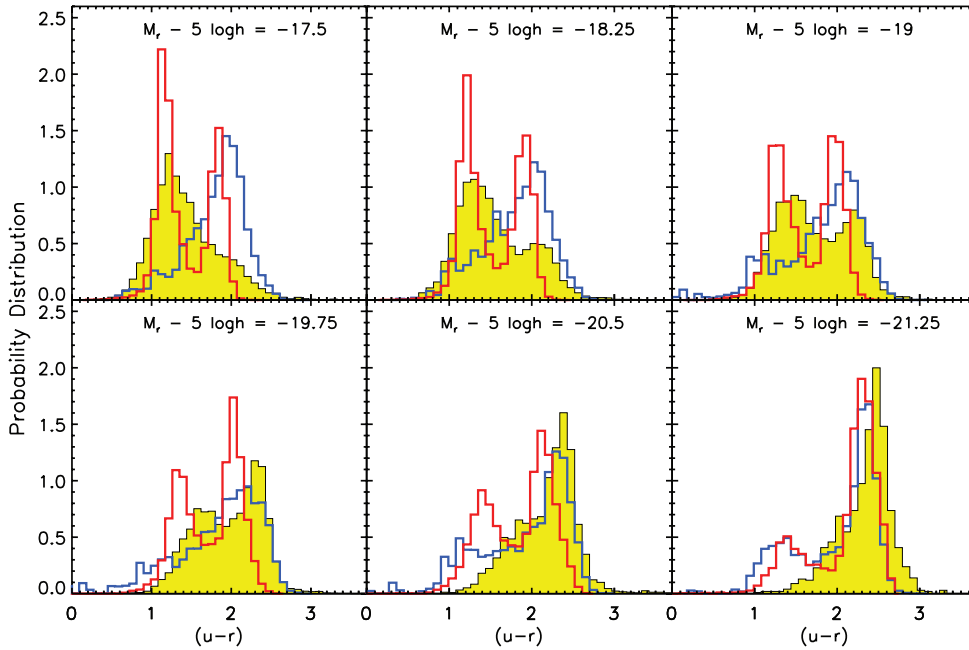 M_r - 5 logh = -17.5
M_r - 5 logh = -18.25
M_r - 5 logh = -19
2.5
2.0
1.5
1.0
0.5
0.0
M_r - 5 logh = -19.75
M_r - 5 logh = -20.5
M_r - 5 logh = -21.25
2.5
2.0
1.5
1.0
0.5
0.0
Probability Distribution
0 1 2 3 0 1 2 3 0 1 2 3
(u-r) (u-r) (u-r)